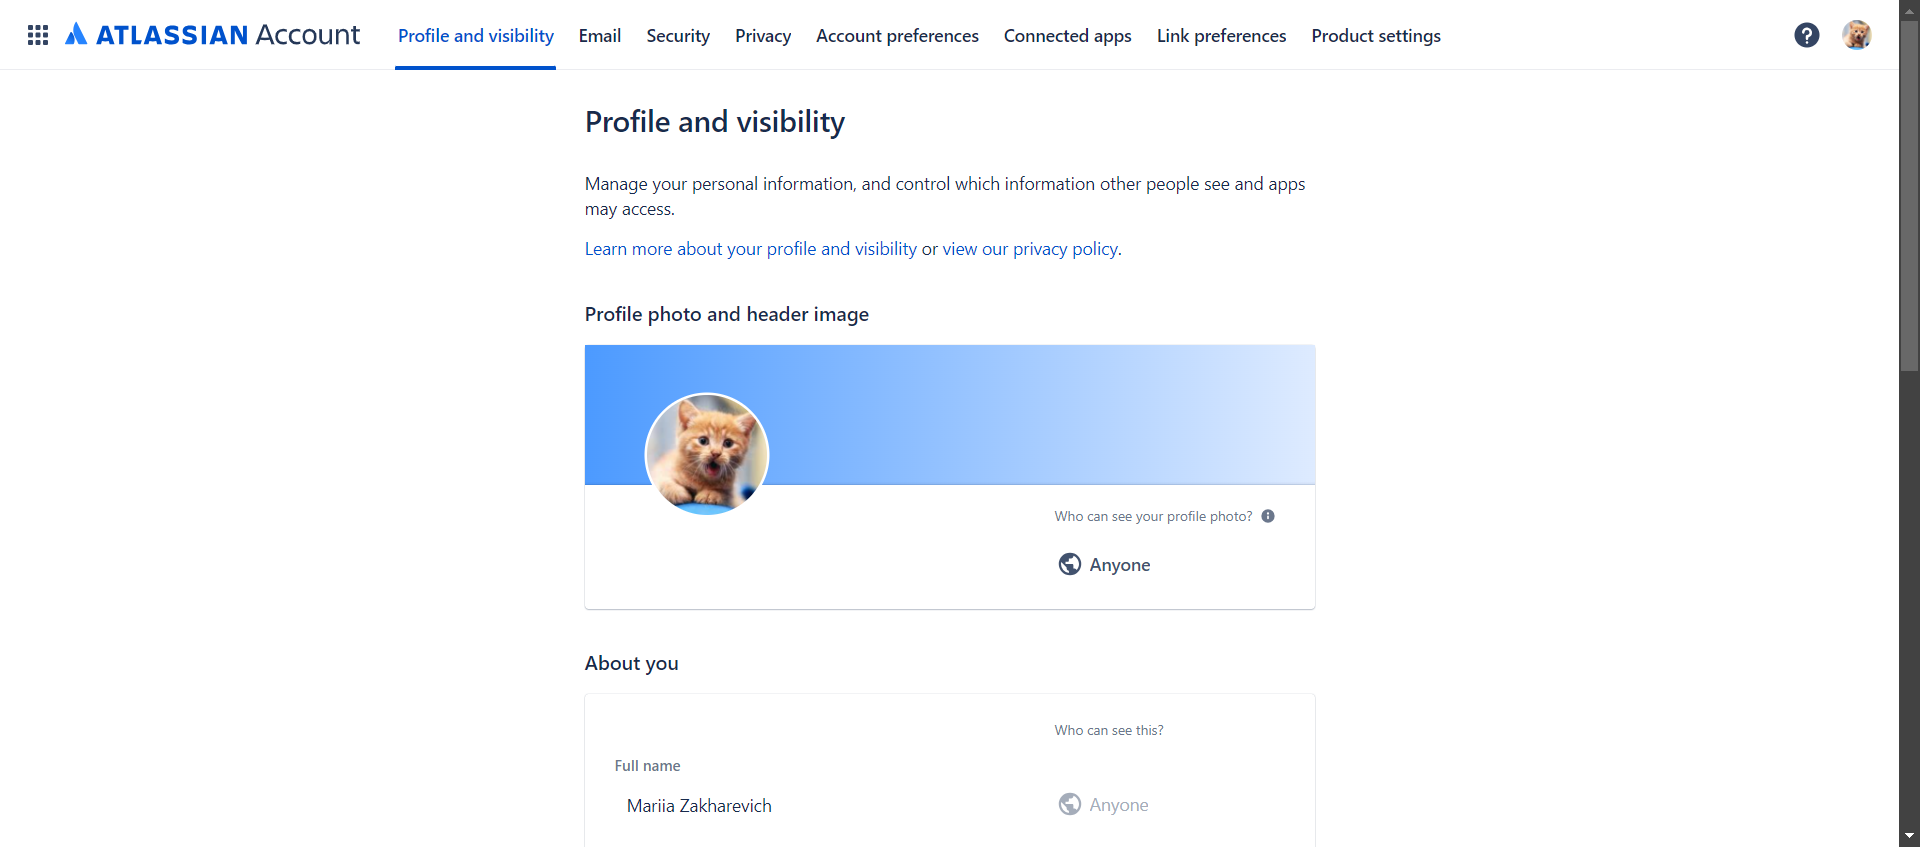 ATLASSIAN Account
Profile and visibility
Email
Security
Privacy
Account preferences
Connected apps
Link preferences
Product settings
?
Profile and visibility
Manage your personal information, and control which information other people see and apps
may access.
Learn more about your profile and visibility or view our privacy policy.
Profile photo and header image
Who can see your profile photo?
Anyone
About you
Who can see this?
Full name
Mariia Zakharevich
Anyone